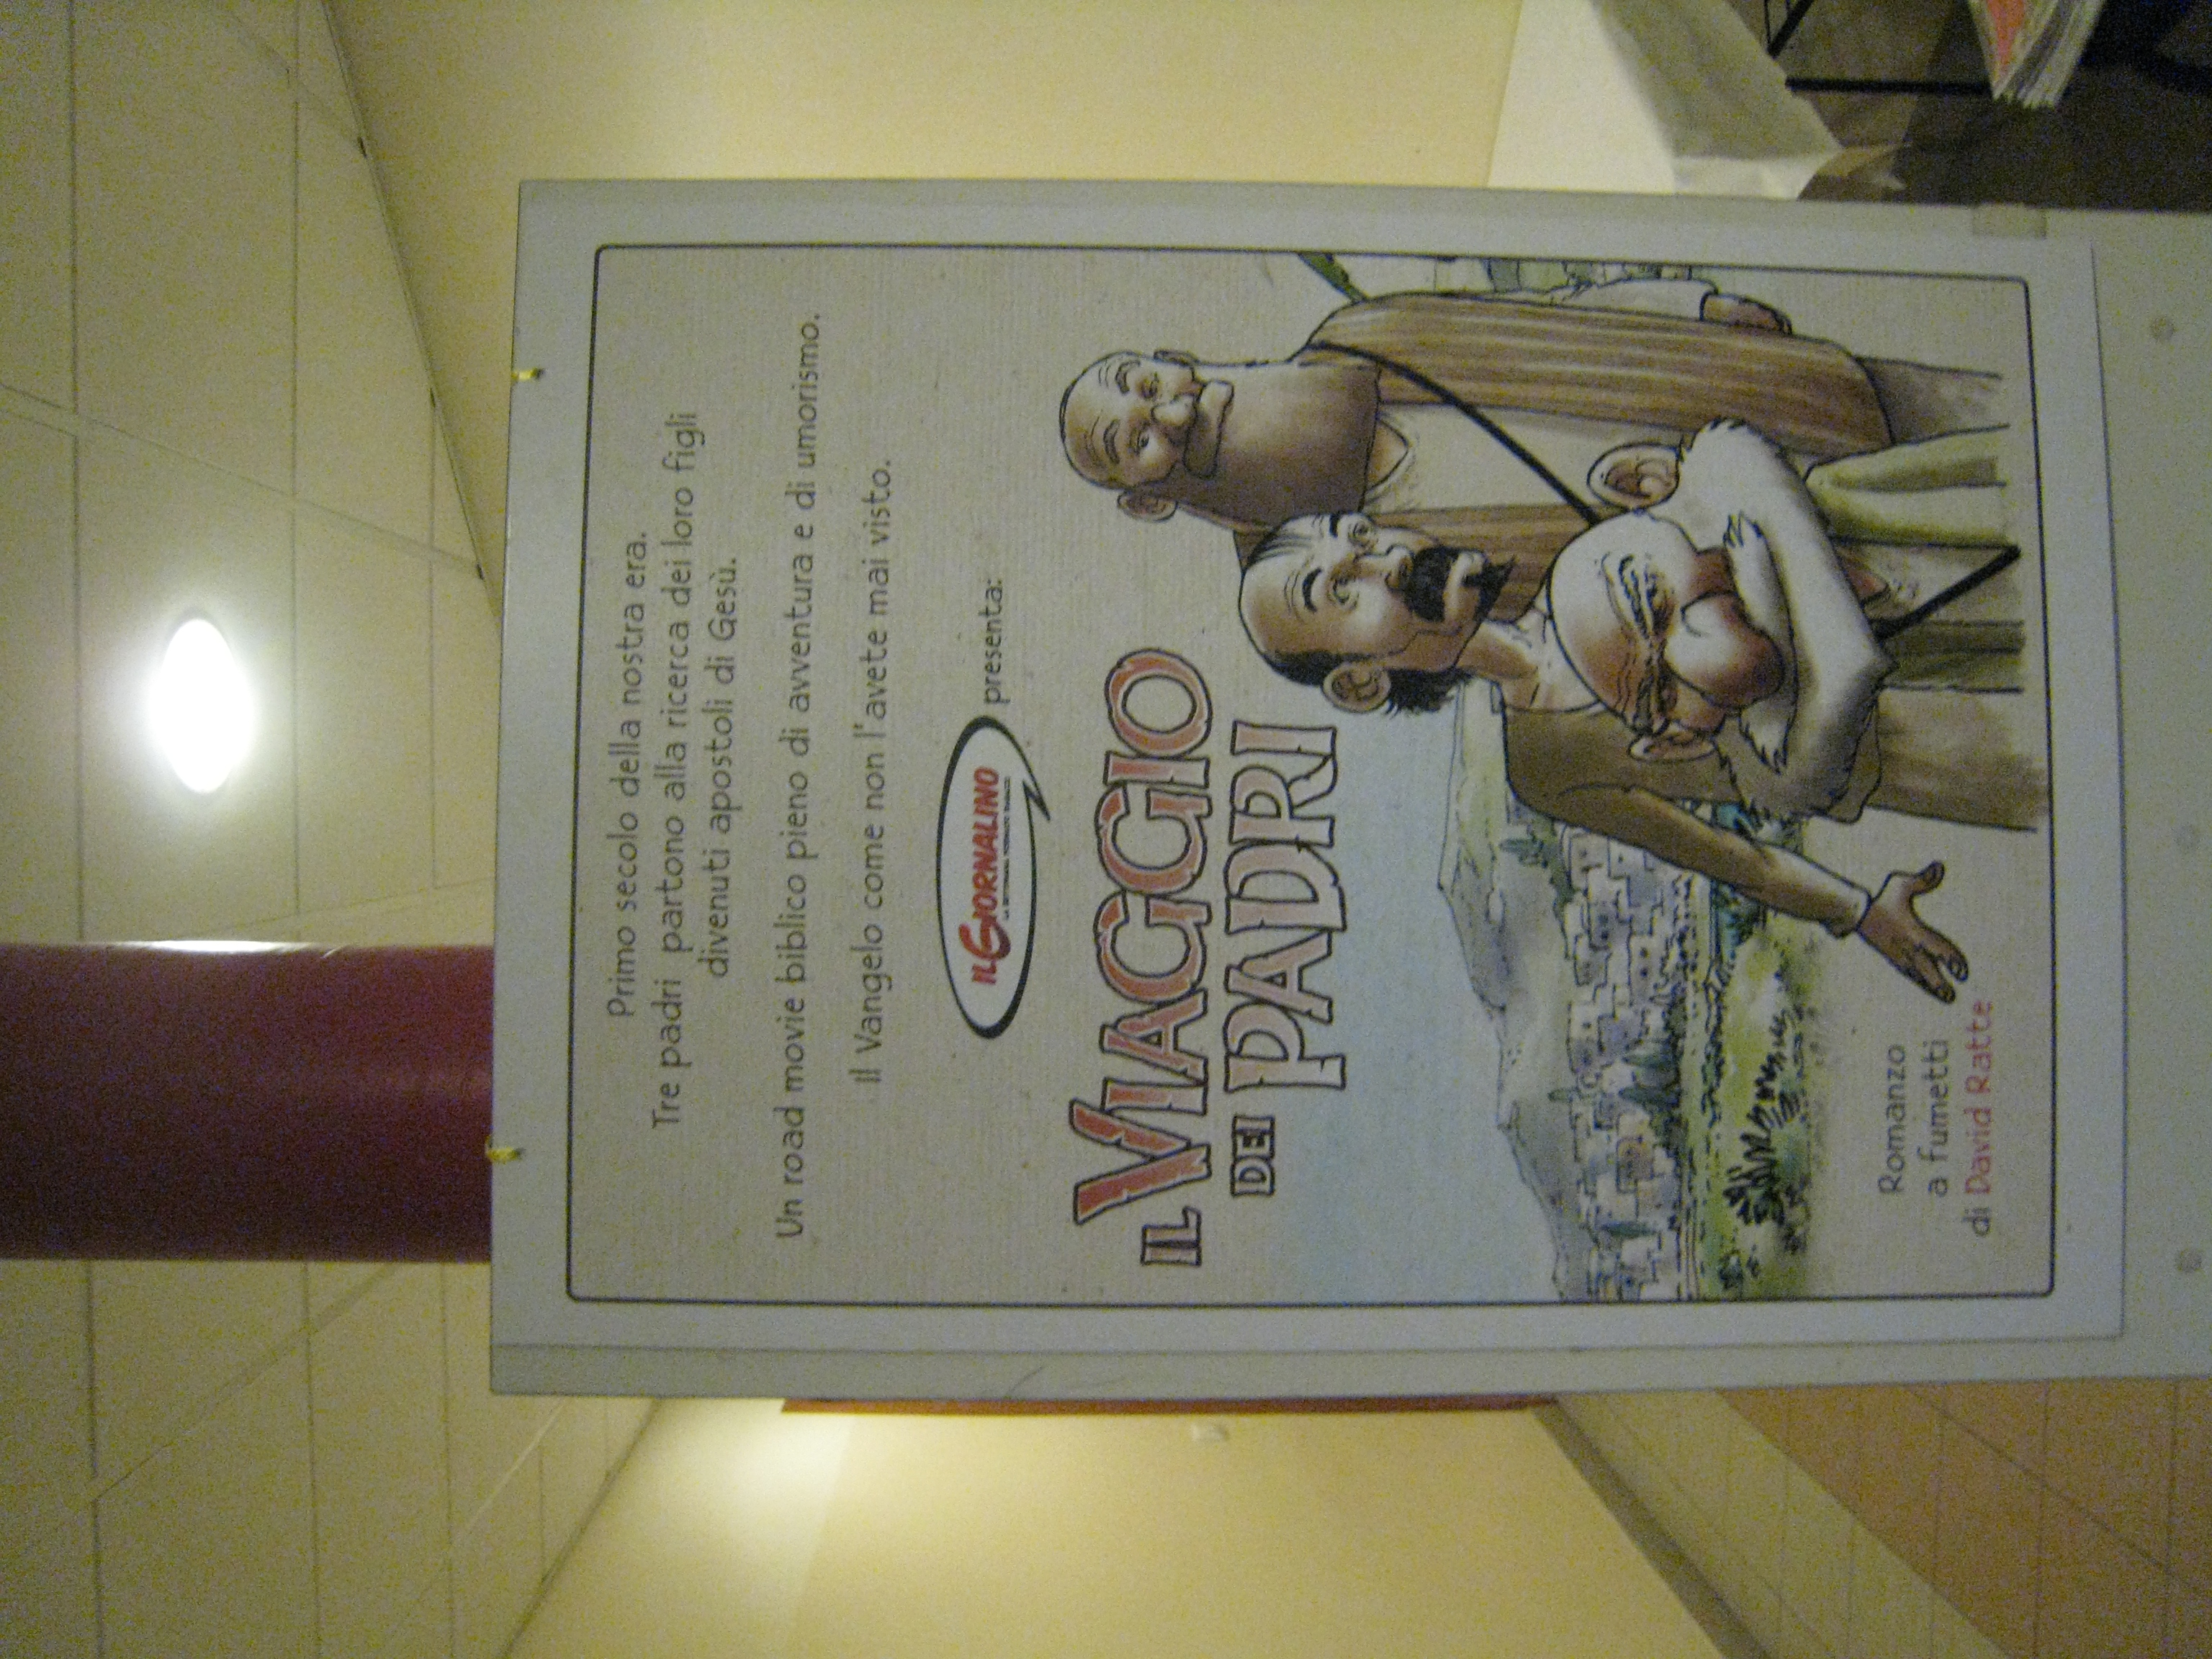 Primo secolo della nostra era.
Tre padri partono alla ricerca dei loro figli
divenuti apostoli di Gesù.
Un road movie biblico pieno di avventura e di umorismo.
Il Vangelo come non l'avete mai visto.
IL GIORNALINO presenta:
IL VIAGGIO
DEI PADRI
Romanzo
a fumetti
di David Ratte